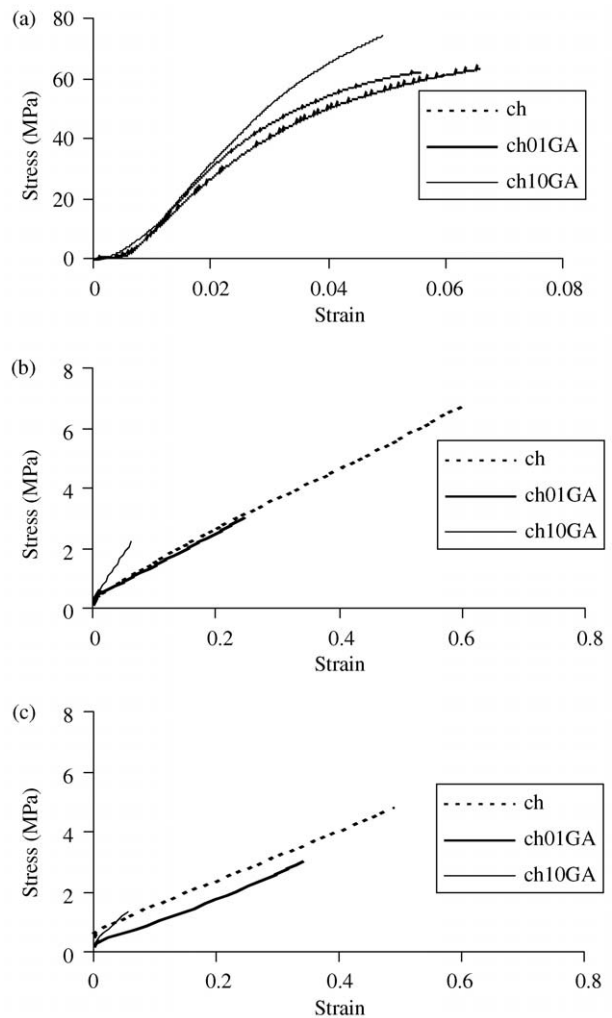 (a)
80
60
40
20
0
Stress (MPa)
0 0.02 0.04 0.06 0.08
Strain
ch
ch01GA
ch10GA
(b)
8
6
4
2
0
Stress (MPa)
0 0.2 0.4 0.6 0.8
Strain
ch
ch01GA
ch10GA
(c)
8
6
4
2
0
Stress (MPa)
0 0.2 0.4 0.6 0.8
Strain
ch
ch01GA
ch10GA